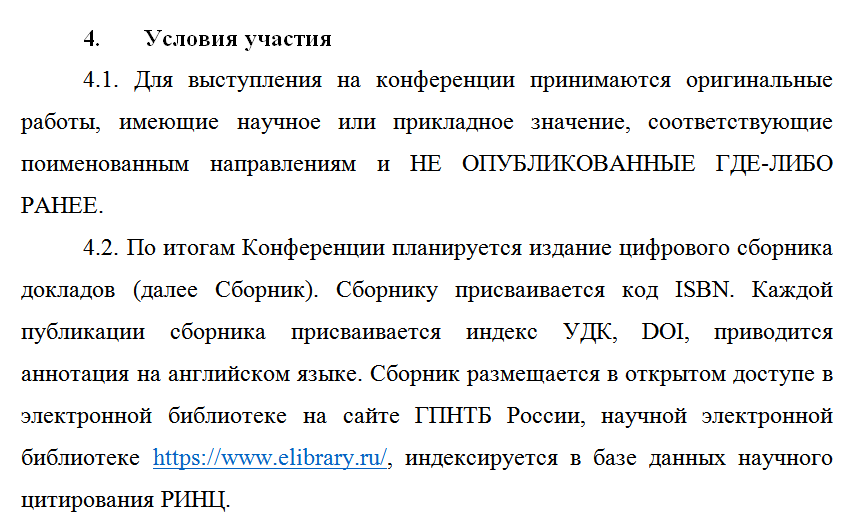 4. Условия участия
4.1. Для выступления на конференции принимаются оригинальные
работы, имеющие научное или прикладное значение, соответствующие
поименованным направлениям и НЕ ОПУБЛИКОВАННЫЕ ГДЕ-ЛИБО
РАНЕЕ.
4.2. По итогам Конференции планируется издание цифрового сборника
докладов (далее Сборник). Сборнику присваивается код ISBN. Каждой
публикации сборника присваивается индекс УДК, DOI, приводится
аннотация на английском языке. Сборник размещается в открытом доступе в
электронной библиотеке на сайте ГПНТБ России, научной электронной
библиотеке https://www.elibrary.ru/, индексируется в базе данных научного
цитирования РИНЦ.